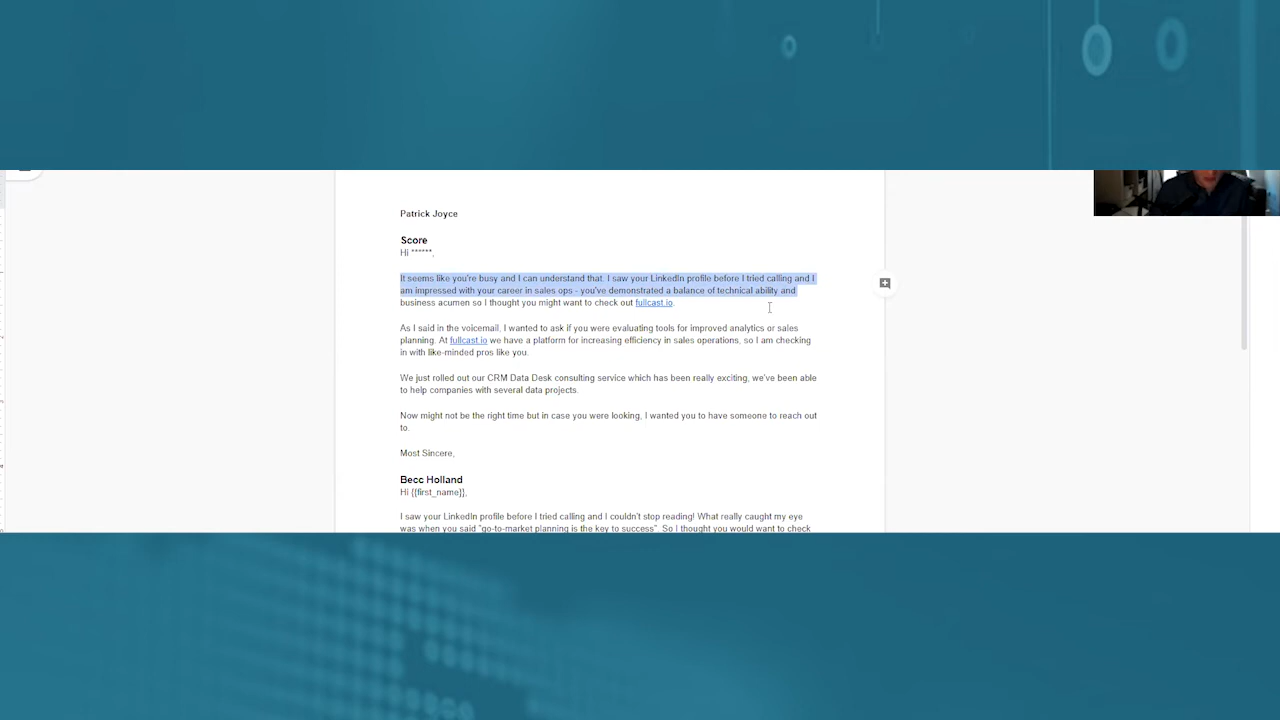 Patrick Joyce
Score
Hi ******,
It seems like you're busy and I can understand that. I saw your LinkedIn profile before I tried calling and I
am impressed with your career in sales ops - you've demonstrated a balance of technical ability and
business acumen so I thought you might want to check out fullcast.io.
As I said in the voicemail, I wanted to ask if you were evaluating tools for improved analytics or sales
planning. At fullcast.io we have a platform for increasing efficiency in sales operations, so I am checking
in with like-minded pros like you.
We just rolled out our CRM Data Desk consulting service which has been really exciting, we've been able
to help companies with several data projects.
Now might not be the right time but in case you were looking, I wanted you to have someone to reach out
to.
Most Sincere,
Becc Holland
Hi {{first_name}},
I saw your LinkedIn profile before I tried calling and I couldn't stop reading! What really caught my eye
was when you said "go-to-market planning is the key to success". So I thought you would want to check